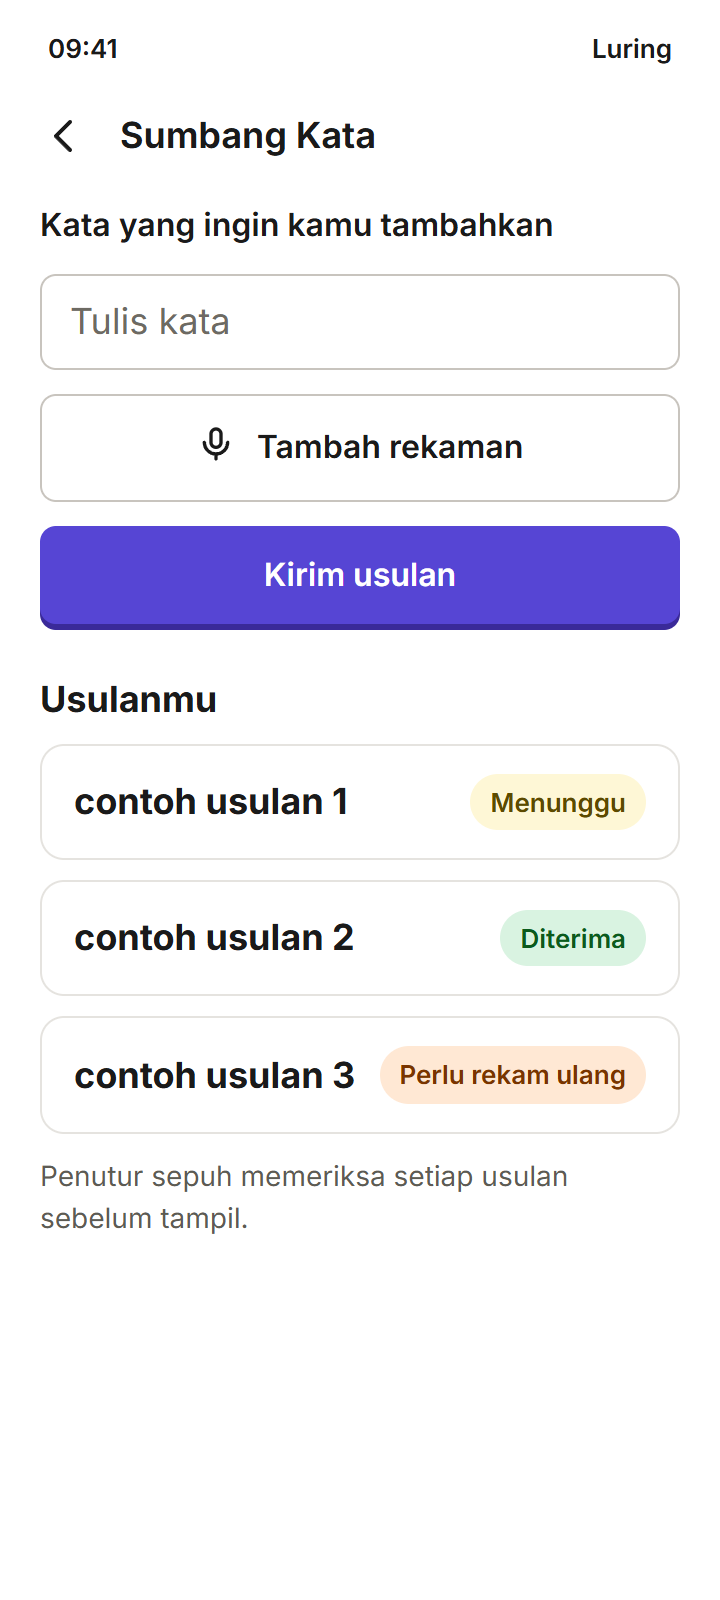 09:41
Luring
Sumbang Kata
Kata yang ingin kamu tambahkan
Tulis kata
Tambah rekaman
Kirim usulan
Usulanmu
contoh usulan 1
Menunggu
contoh usulan 2
Diterima
contoh usulan 3
Perlu rekam ulang
Penutur sepuh memeriksa setiap usulan
sebelum tampil.